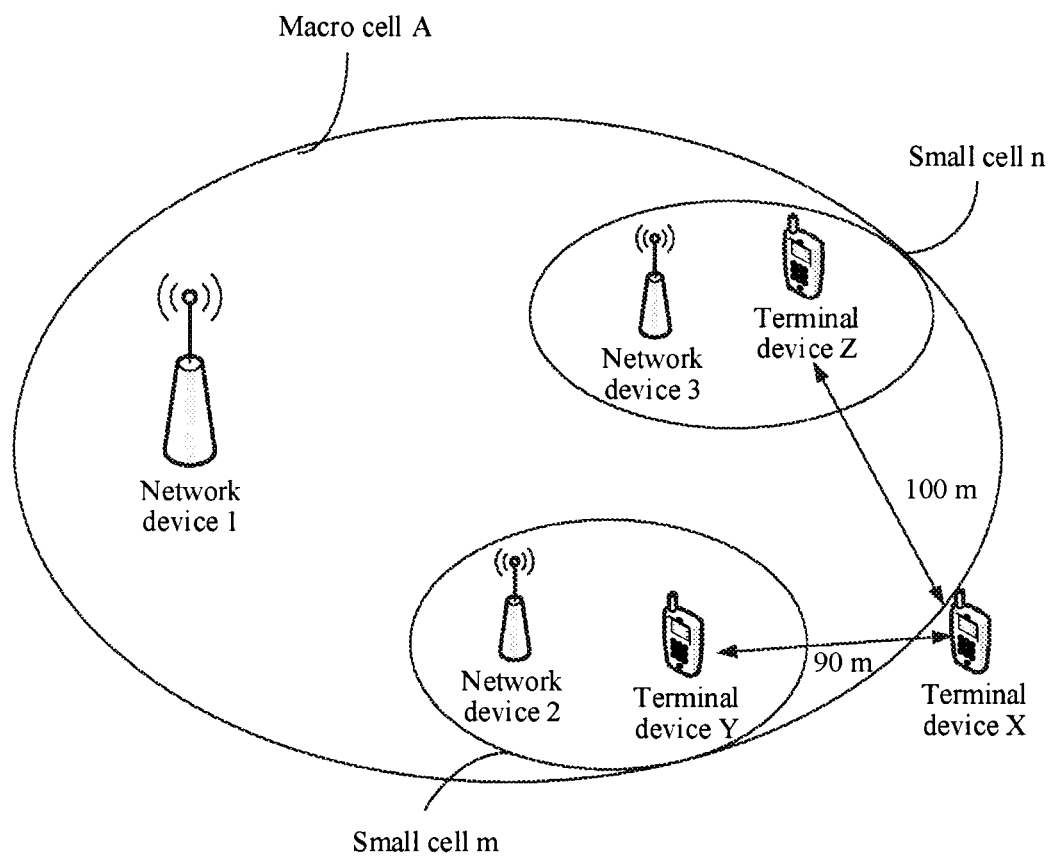 Macro cell A
Small cell n
Terminal
device Z
Network
device 3
100 m
Network
device 1
90 m
Network
device 2
Terminal
device Y
Terminal
device X
Small cell m